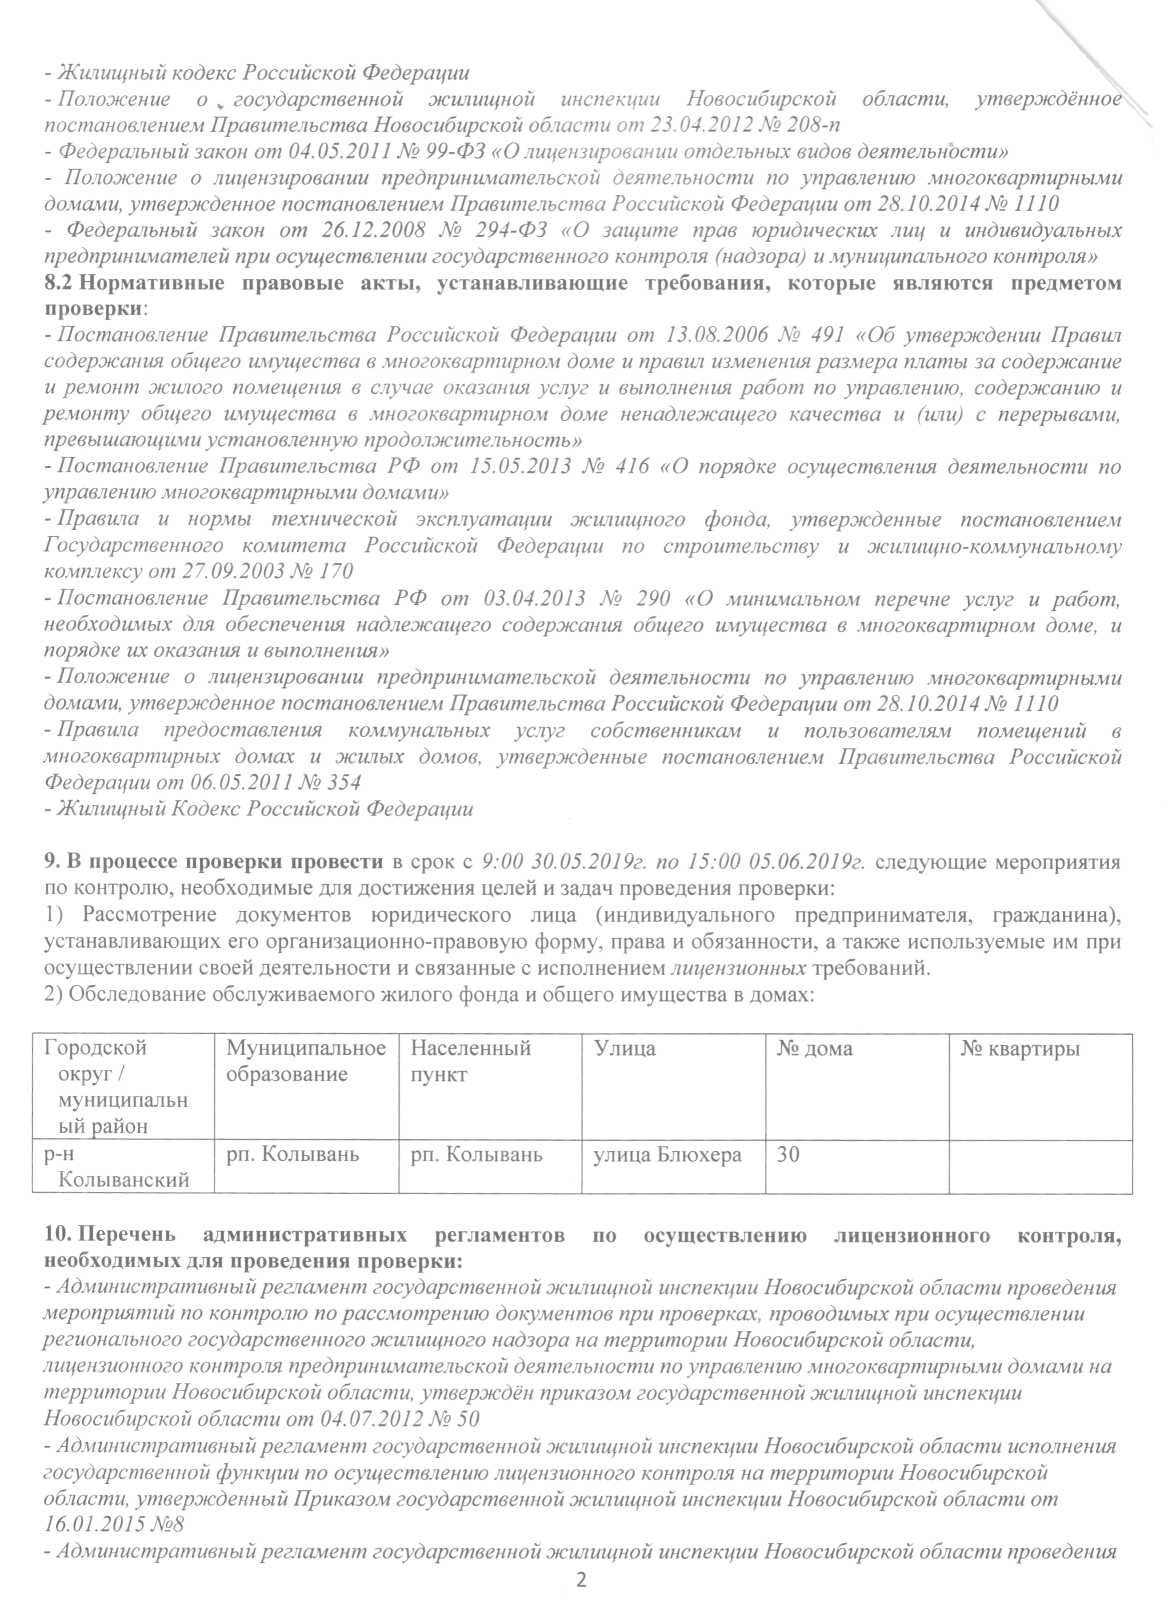 - Жилищный кодекс Российской Федерации
- Положение о государственной жилищной инспекции Новосибирской области, утверждённое
постановлением Правительства Новосибирской области от 23.04.2012 № 208-п
- Федеральный закон от 04.05.2011 № 99-ФЗ «О лицензировании отдельных видов деятельности»
- Положение о лицензировании предпринимательской деятельности по управлению многоквартирными
домами, утвержденное постановлением Правительства Российской Федерации от 28.10.2014 № 1110
- Федеральный закон от 26.12.2008 № 294-ФЗ «О защите прав юридических лиц и индивидуальных
предпринимателей при осуществлении государственного контроля (надзора) и муниципального контроля»
8.2 Нормативные правовые акты, устанавливающие требования, которые являются предметом
проверки:
- Постановление Правительства Российской Федерации от 13.08.2006 № 491 «Об утверждении Правил
содержания общего имущества в многоквартирном доме и правил изменения размера платы за содержание
и ремонт жилого помещения в случае оказания услуг и выполнения работ по управлению, содержанию и
ремонту общего имущества в многоквартирном доме ненадлежащего качества и (или) с перерывами,
превышающими установленную продолжительность»
- Постановление Правительства РФ от 15.05.2013 № 416 «О порядке осуществления деятельности по
управлению многоквартирными домами»
- Правила и нормы технической эксплуатации жилищного фонда, утвержденные постановлением
Государственного комитета Российской Федерации по строительству и жилищно-коммунальному
комплексу от 27.09.2003 № 170
- Постановление Правительства РФ от 03.04.2013 № 290 «О минимальном перечне услуг и работ,
необходимых для обеспечения надлежащего содержания общего имущества в многоквартирном доме, и
порядке их оказания и выполнения»
- Положение о лицензировании предпринимательской деятельности по управлению многоквартирными
домами, утвержденное постановлением Правительства Российской Федерации от 28.10.2014 № 1110
- Правила предоставления коммунальных услуг собственникам и пользователям помещений в
многоквартирных домах и жилых домов, утвержденные постановлением Правительства Российской
Федерации от 06.05.2011 № 354
- Жилищный Кодекс Российской Федерации
9. В процессе проверки провести в срок с 9:00 30.05.2019г. по 15:00 05.06.2019г. следующие мероприятия
по контролю, необходимые для достижения целей и задач проведения проверки:
1) Рассмотрение документов юридического лица (индивидуального предпринимателя, гражданина),
устанавливающих его организационно-правовую форму, права и обязанности, а также используемые им при
осуществлении своей деятельности и связанные с исполнением лицензионных требований.
2) Обследование обслуживаемого жилого фонда и общего имущества в домах:
Городской Муниципальное Населенный Улица № дома № квартиры
округ / образование пункт
муниципальн
ый район
р-н рп. Колывань рп. Колывань улица Блюхера 30
Колыванский
10. Перечень административных регламентов по осуществлению лицензионного контроля,
необходимых для проведения проверки:
- Административный регламент государственной жилищной инспекции Новосибирской области проведения
мероприятий по контролю по рассмотрению документов при проверках, проводимых при осуществлении
регионального государственного жилищного надзора на территории Новосибирской области,
лицензионного контроля предпринимательской деятельности по управлению многоквартирными домами на
территории Новосибирской области, утверждён приказом государственной жилищной инспекции
Новосибирской области от 04.07.2012 № 50
- Административный регламент государственной жилищной инспекции Новосибирской области исполнения
государственной функции по осуществлению лицензионного контроля на территории Новосибирской
области, утвержденный Приказом государственной жилищной инспекции Новосибирской области от
16.01.2015 №8
- Административный регламент государственной жилищной инспекции Новосибирской области проведения
2